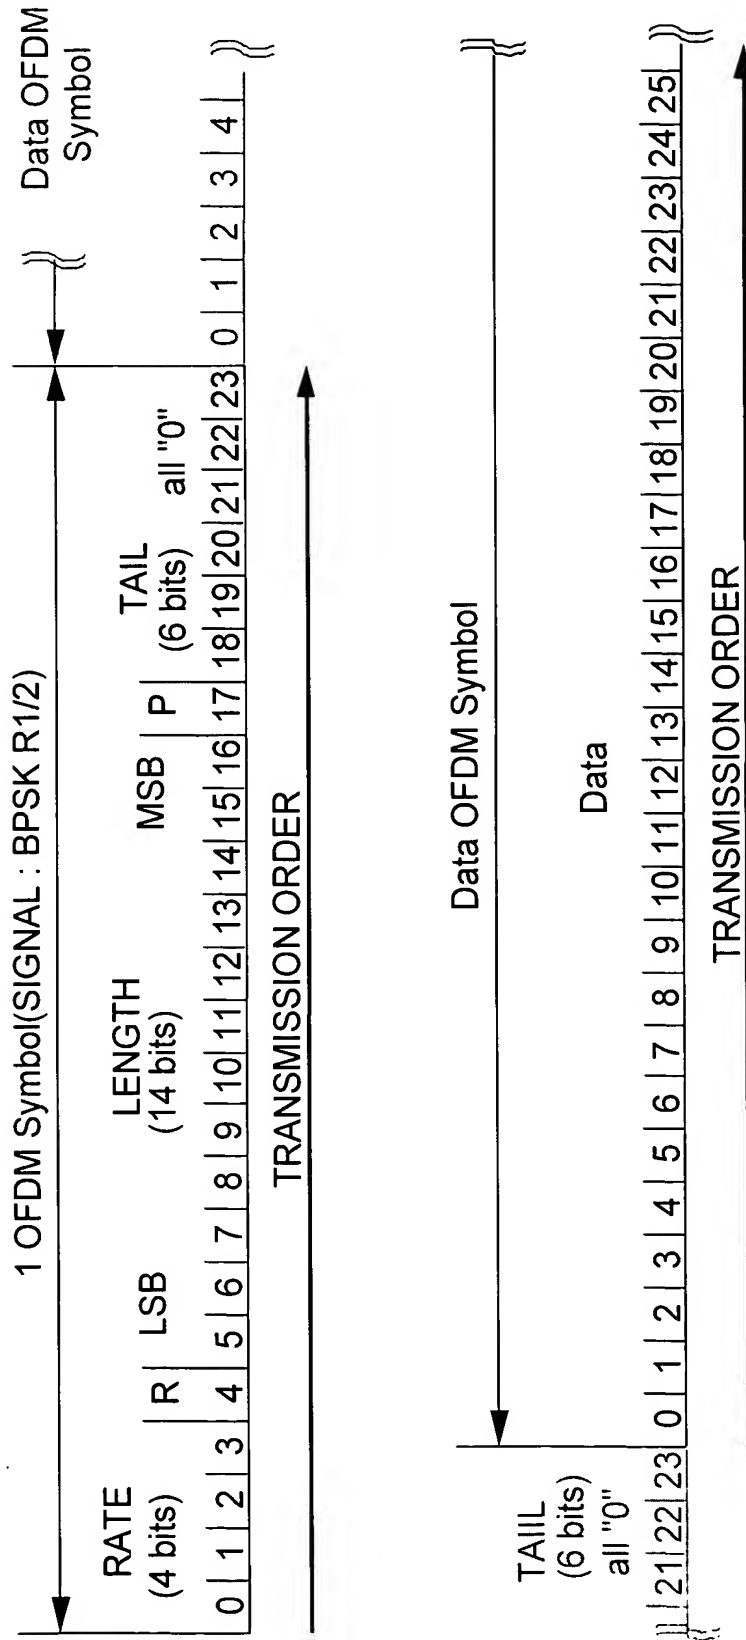 1 OFDM Symbol(SIGNAL : BPSK R1/2)
Data OFDM
Symbol
RATE
(4 bits)
R
LSB
LENGTH
(14 bits)
MSB
P
TAIL
(6 bits)
all "0"
0 1 2 3 4 5 6 7 8 9 10 11 12 13 14 15 16 17 18 19 20 21 22 23 0 1 2 3 4
TRANSMISSION ORDER
Data OFDM Symbol
TAIIL
(6 bits)
all "0"
Data
21 22 23 0 1 2 3 4 5 6 7 8 9 10 11 12 13 14 15 16 17 18 19 20 21 22 23 24 25
TRANSMISSION ORDER